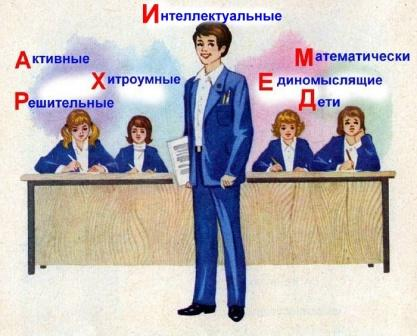 Активные
Решительные
Хитроумные
Интеллектуальные
Математически
Единомыслящие
Дети